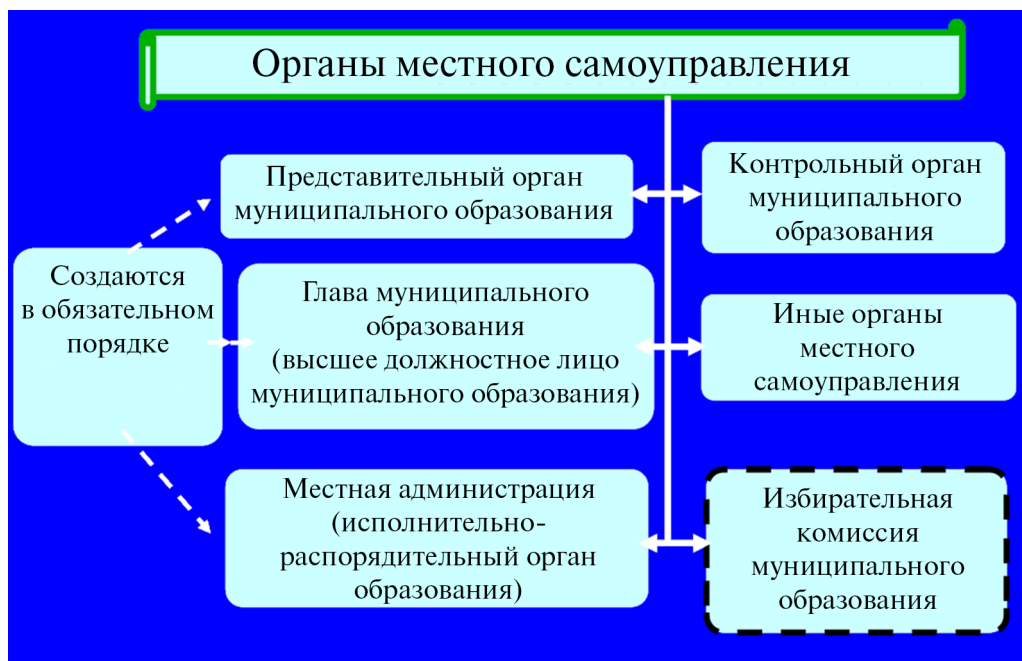 Органы местного самоуправления
Представительный орган
муниципального образования
Контрольный орган
муниципального
образования
Создаются
в обязательном
порядке
Глава муниципального
образования
(высшее должностное лицо
муниципального образования)
Иные органы
местного
самоуправления
Местная администрация
(исполнительно-
распорядительный орган
образования)
Избирательная
комиссия
муниципального
образования